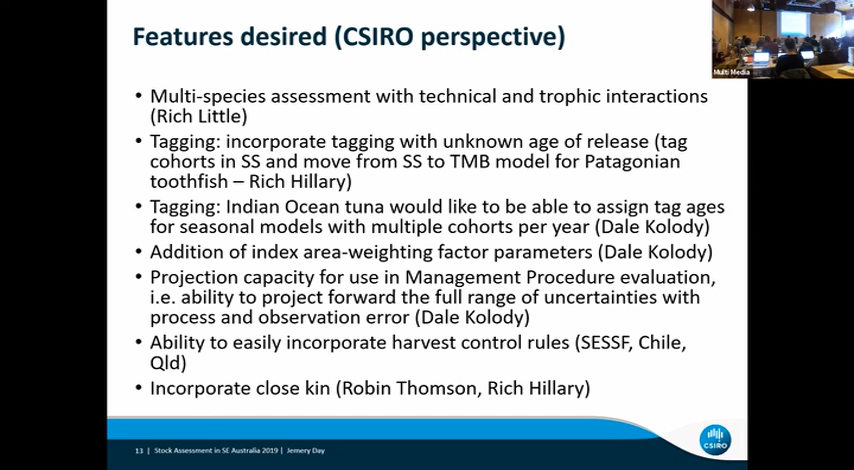 Features desired (CSIRO perspective)
Multi Media
• Multi-species assessment with technical and trophic interactions
(Rich Little)
• Tagging: incorporate tagging with unknown age of release (tag
cohorts in SS and move from SS to TMB model for Patagonian
toothfish – Rich Hillary)
• Tagging: Indian Ocean tuna would like to be able to assign tag ages
for seasonal models with multiple cohorts per year (Dale Kolody)
• Addition of index area-weighting factor parameters (Dale Kolody)
• Projection capacity for use in Management Procedure evaluation,
i.e. ability to project forward the full range of uncertainties with
process and observation error (Dale Kolody)
• Ability to easily incorporate harvest control rules (SESSF, Chile,
Qld)
• Incorporate close kin (Robin Thomson, Rich Hillary)
13 | Stock Assessment in SE Australia 2019 | Jemery Day
CSIRO